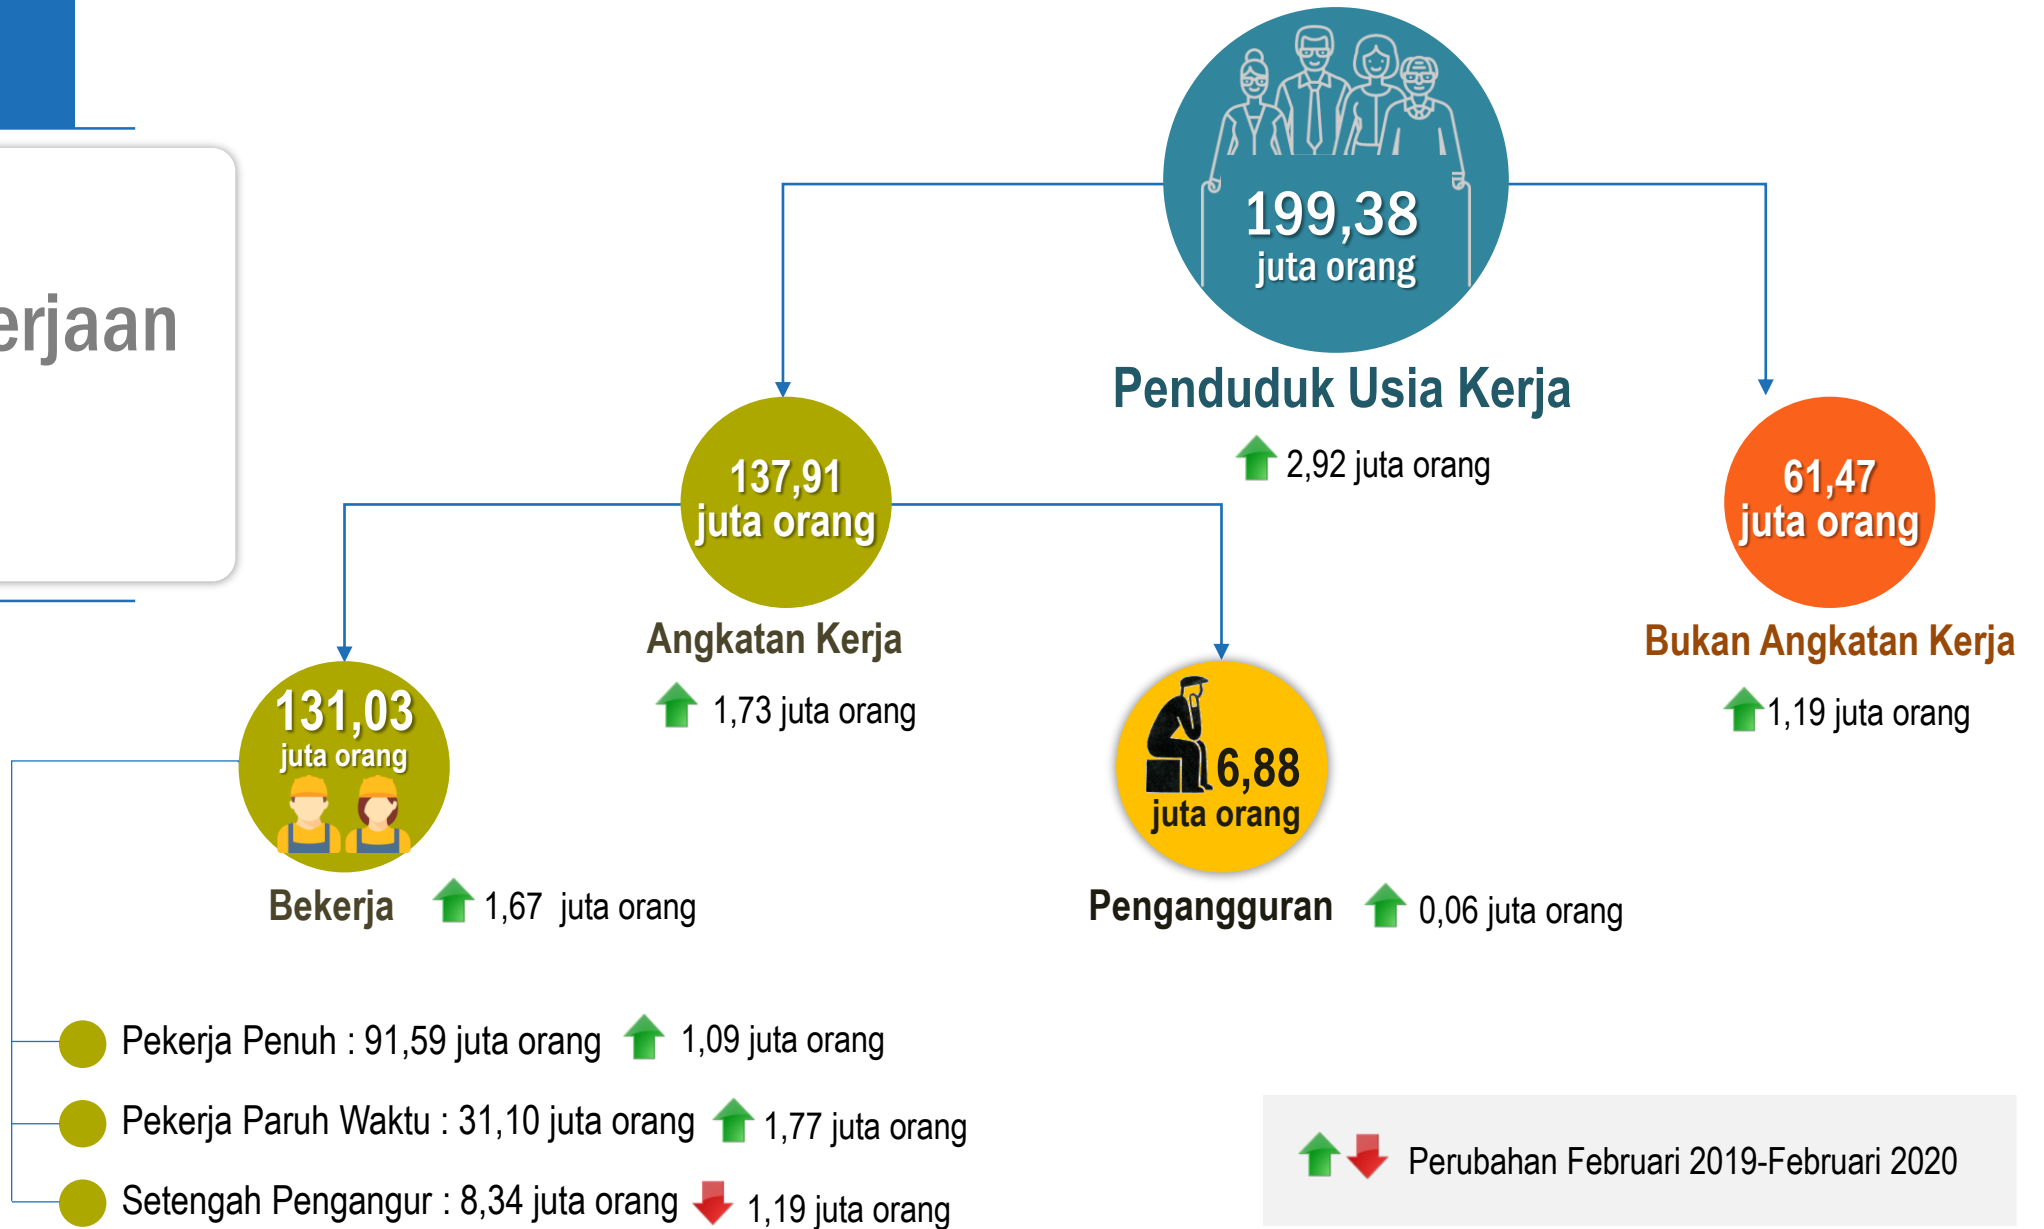 199,38
juta orang
Penduduk Usia Kerja
2,92 juta orang
137,91
juta orang
Angkatan Kerja
1,73 juta orang
61,47
juta orang
Bukan Angkatan Kerja
1,19 juta orang
131,03
juta orang
Bekerja
1,67 juta orang
6,88
juta orang
Pengangguran
0,06 juta orang
Pekerja Penuh : 91,59 juta orang 1,09 juta orang
Pekerja Paruh Waktu : 31,10 juta orang 1,77 juta orang
Setengah Pengangur : 8,34 juta orang 1,19 juta orang
Perubahan Februari 2019-Februari 2020